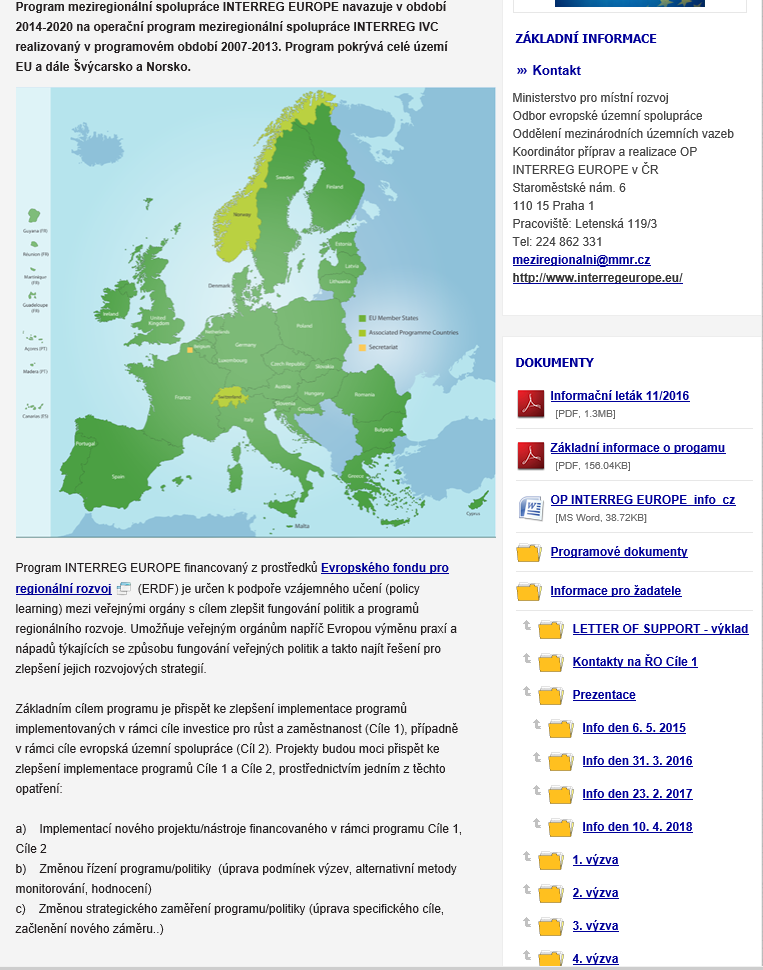 Program meziregionální spolupráce INTERREG EUROPE navazuje v období
2014-2020 na operační program meziregionální spolupráce INTERREG IVC
realizovaný v programovém období 2007-2013. Program pokrývá celé území
EU a dále Švýcarsko a Norsko.
Sweden
Finland
Norway
Guyana (FR)
Réunion (FR)
Martinique
(FR)
Guadeloupe
(FR)
Açores (PT)
Madeira (PT)
Canarias (ES)
Estonia
Latvia
Lithuania
Denmark
Ireland
United
Kingdom
Netherlands
Belgium
Luxembourg
Germany
Poland
Czech Republic
Slovakia
Austria
Hungary
Switzerland
Slovenia
Croatia
Romania
France
Italy
Bulgaria
Portugal
Spain
Greece
Malta
Cyprus
EU Member States
Associated Programme Countries
Secretariat
Program INTERREG EUROPE financovaný z prostředků Evropského fondu pro
regionální rozvoj (ERDF) je určen k podpoře vzájemného učení (policy
learning) mezi veřejnými orgány s cílem zlepšit fungování politik a programů
regionálního rozvoje. Umožňuje veřejným orgánům napříč Evropou výměnu praxí a
nápadů týkajících se způsobu fungování veřejných politik a takto najít řešení pro
zlepšení jejich rozvojových strategií.
Základním cílem programu je přispět ke zlepšení implementace programů
implementovaných v rámci cíle investice pro růst a zaměstnanost (Cíle 1), případně
v rámci cíle evropská územní spolupráce (Cíl 2). Projekty budou moci přispět ke
zlepšení implementace programů Cíle 1 a Cíle 2, prostřednictvím jedním z těchto
opatření:
a) Implementací nového projektu/nástroje financovaného v rámci programu Cíle 1,
Cíle 2
b) Změnou řízení programu/politiky (úprava podmínek výzev, alternativní metody
monitorování, hodnocení)
c) Změnou strategického zaměření programu/politiky (úprava specifického cíle,
začlenění nového záměru..)
ZÁKLADNÍ INFORMACE
››› Kontakt
Ministerstvo pro místní rozvoj
Odbor evropské územní spolupráce
Oddělení mezinárodních územních vazeb
Koordinátor příprav a realizace OP
INTERREG EUROPE v ČR
Staroměstské nám. 6
110 15 Praha 1
Pracoviště: Letenská 119/3
Tel: 224 862 331
meziregionalni@mmr.cz
http://www.interregeurope.eu/
DOKUMENTY
Informační leták 11/2016
[PDF, 1.3MB]
Základní informace o progamu
[PDF, 156.04KB]
OP INTERREG EUROPE_info_cz
[MS Word, 38.72KB]
Programové dokumenty
Informace pro žadatele
LETTER OF SUPPORT - výklad
Kontakty na ŘO Cíle 1
Prezentace
Info den 6. 5. 2015
Info den 31. 3. 2016
Info den 23. 2. 2017
Info den 10. 4. 2018
1. výzva
2. výzva
3. výzva
4. výzva